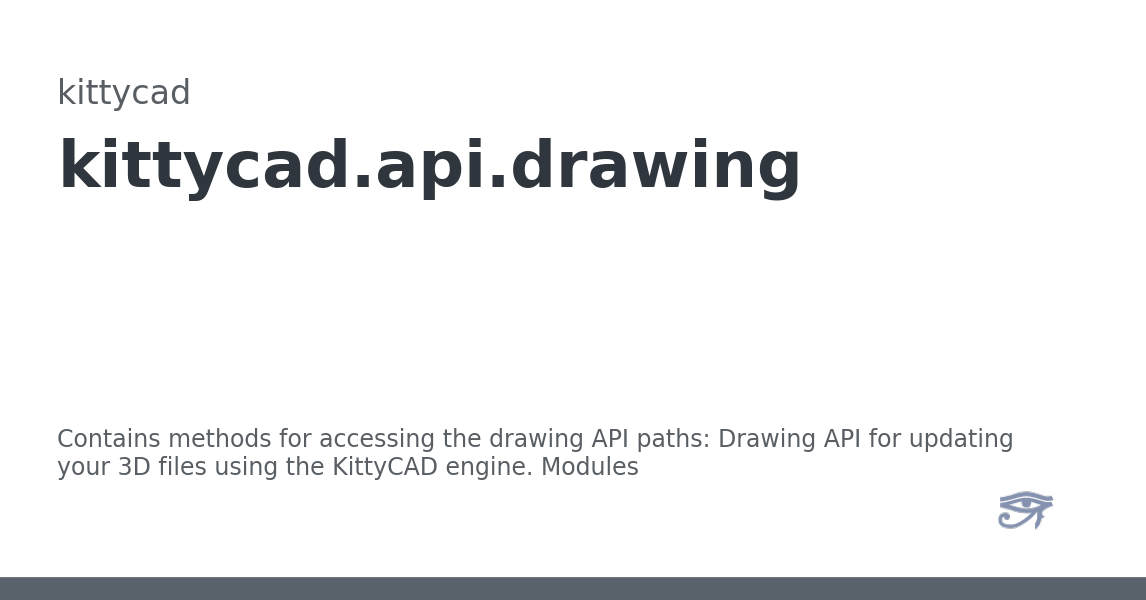 kittycad
kittycad.api.drawing
Contains methods for accessing the drawing API paths: Drawing API for updating
your 3D files using the KittyCAD engine. Modules